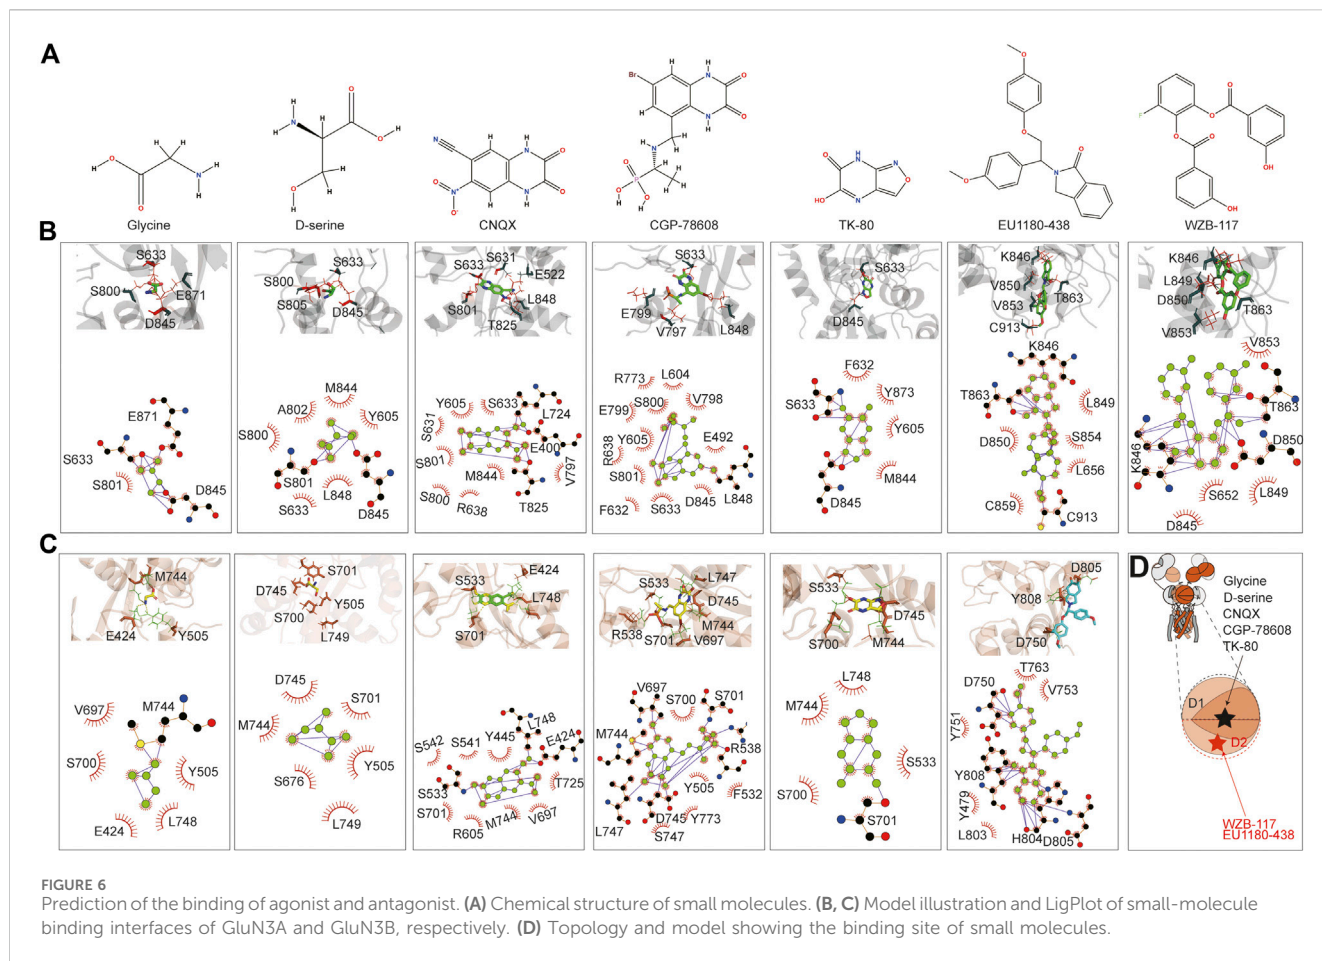 A
Glycine
D-serine
CNQX
CGP-78608
TK-80
EU1180-438
WZB-117
B
S633
S800
E871
D845
E871
S633
S801
D845
S633
S800
S805
D845
M844
A802
Y605
S800
S801
L848
S633
D845
S631
S633
E522
L848
S801
T825
Y605
S633
S631
L724
E400
S801
M844
V797
S800
R638
T825
S633
E799
V797
L848
L604
R773
S800
V798
E799
Y605
E492
R638
S801
F632
S633
D845
L848
S633
D845
F632
Y873
S633
Y605
M844
D845
K846
V850
T863
V853
C913
K846
T863
L849
D850
S854
L656
C859
C913
K846
L849
D850
T863
V853
V853
T863
D850
K846
S652
L849
D845
C
M744
E424
Y505
V697
M744
S700
Y505
L748
E424
S701
D745
Y505
S700
L749
D745
S701
M744
Y505
S676
L749
E424
S533
L748
S701
L748
S542
S541
Y445
E424
S533
T725
S701
M744
V697
R605
L747
S533
D745
M744
R538
S701
V697
V697
S701
S700
M744
R538
Y505
F532
D745
Y773
L747
S747
S533
D745
S700
M744
L748
M744
S533
S700
S701
D805
Y808
D750
T763
D750
V753
Y751
Y808
Y479
L803
H804
D805
D
Glycine
D-serine
CNQX
CGP-78608
TK-80
D1
D2
WZB-117
EU1180-438
FIGURE 6
Prediction of the binding of agonist and antagonist. (A) Chemical structure of small molecules. (B, C) Model illustration and LigPlot of small-molecule
binding interfaces of GluN3A and GluN3B, respectively. (D) Topology and model showing the binding site of small molecules.